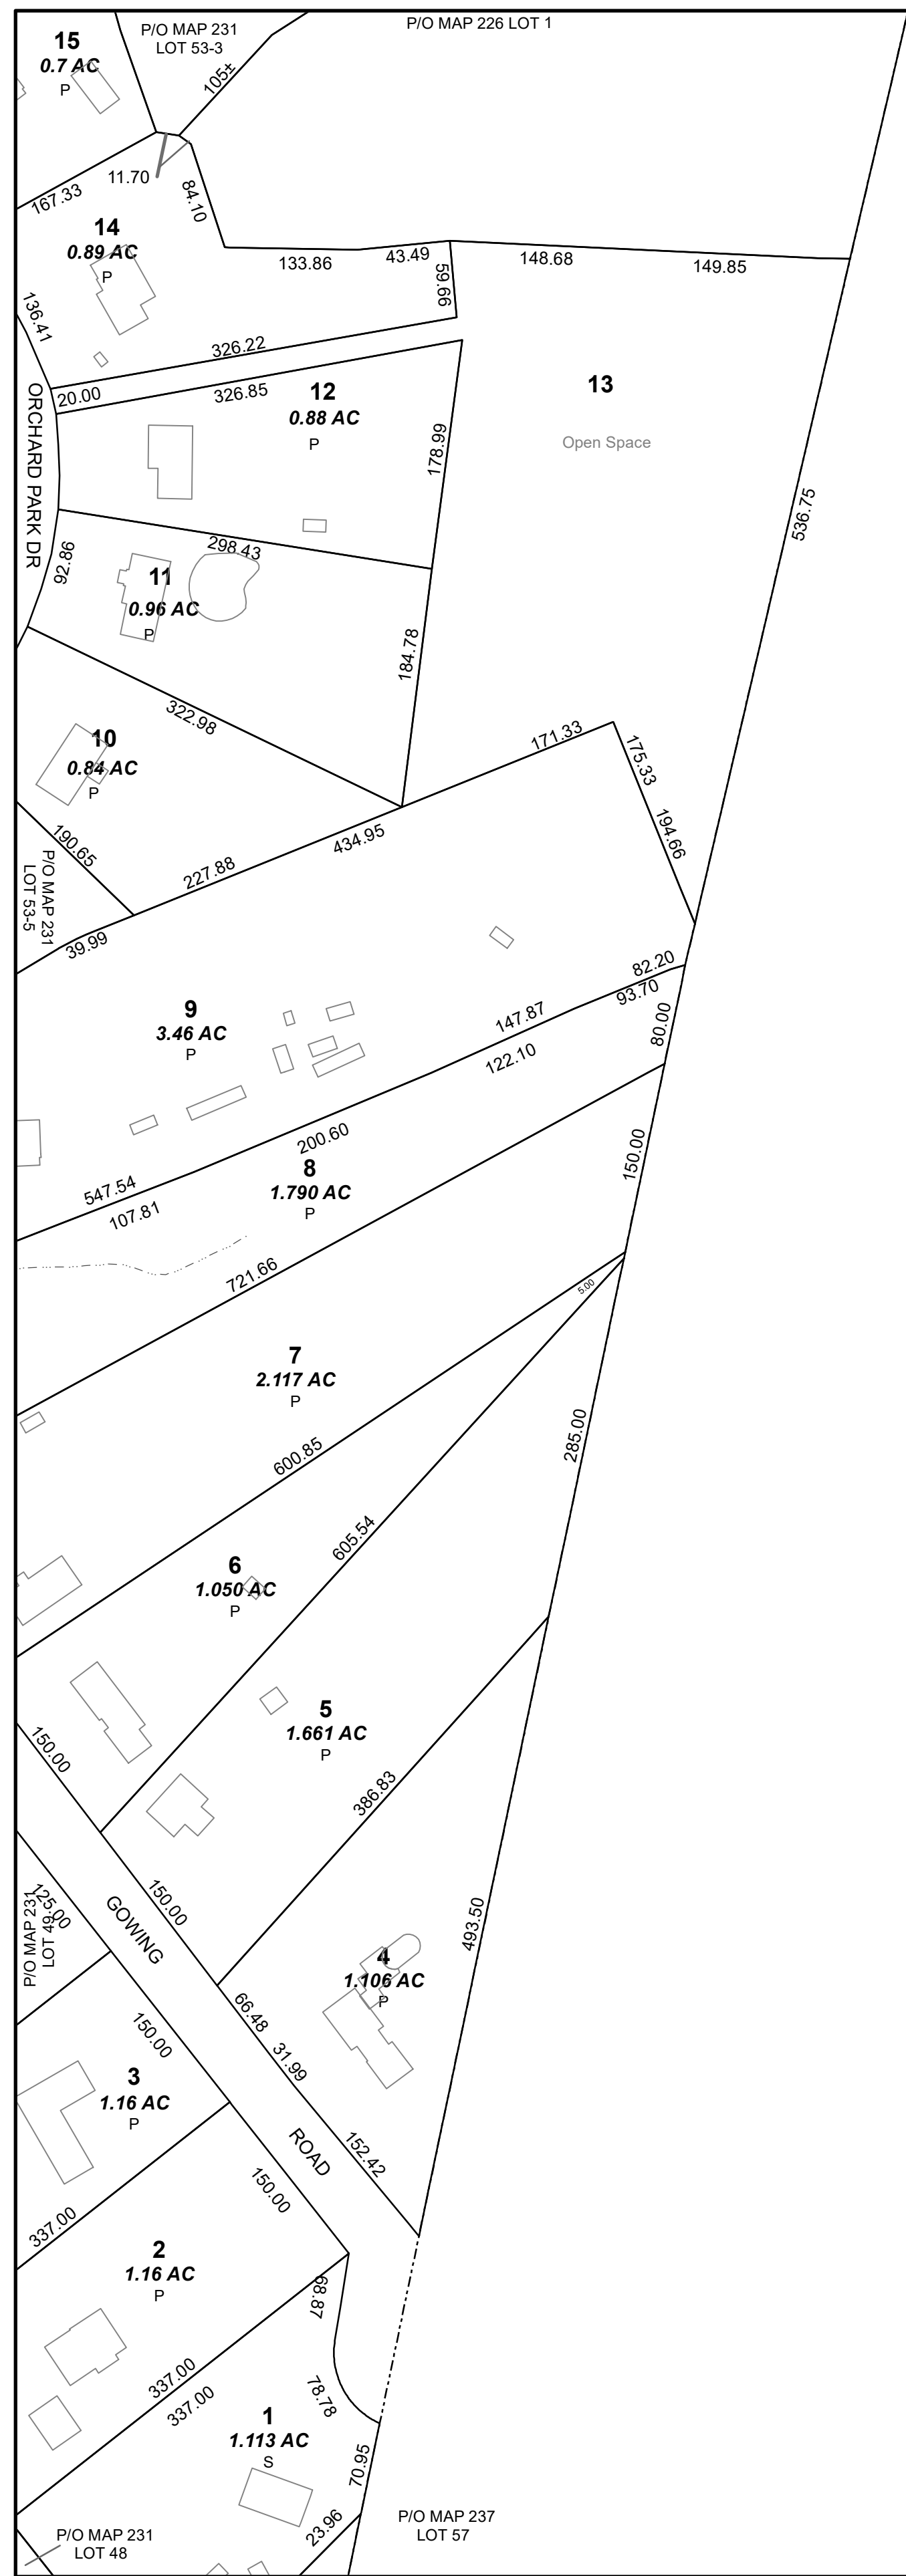 P/O MAP 226 LOT 1
P/O MAP 231
LOT 53-3
15
0.7 AC
P
105±
11.70
167.33
84.10
14
0.89 AC
P
133.86
43.49
59.66
148.68
149.85
136.41
326.22
20.00
326.85
12
0.88 AC
P
13
Open Space
ORCHARD PARK DR
178.99
536.75
298.43
92.86
11
0.96 AC
P
184.78
322.98
10
0.84 AC
P
171.33
175.33
194.66
190.65
434.95
227.88
P/O MAP 231
LOT 53-5
39.99
82.20
93.70
9
3.46 AC
P
147.87
122.10
80.00
200.60
150.00
8
1.790 AC
P
547.54
107.81
721.66
5.00
7
2.117 AC
P
285.00
600.85
605.54
6
1.050 AC
P
5
1.661 AC
P
150.00
386.83
150.00
125.00
P/O MAP 231
LOT 49
GOWING
493.50
4
1.106 AC
P
66.48
31.99
150.00
3
1.16 AC
P
ROAD
152.42
150.00
337.00
2
1.16 AC
P
68.87
337.00
337.00
78.78
1
1.113 AC
S
70.95
23.96
P/O MAP 237
LOT 57
P/O MAP 231
LOT 48